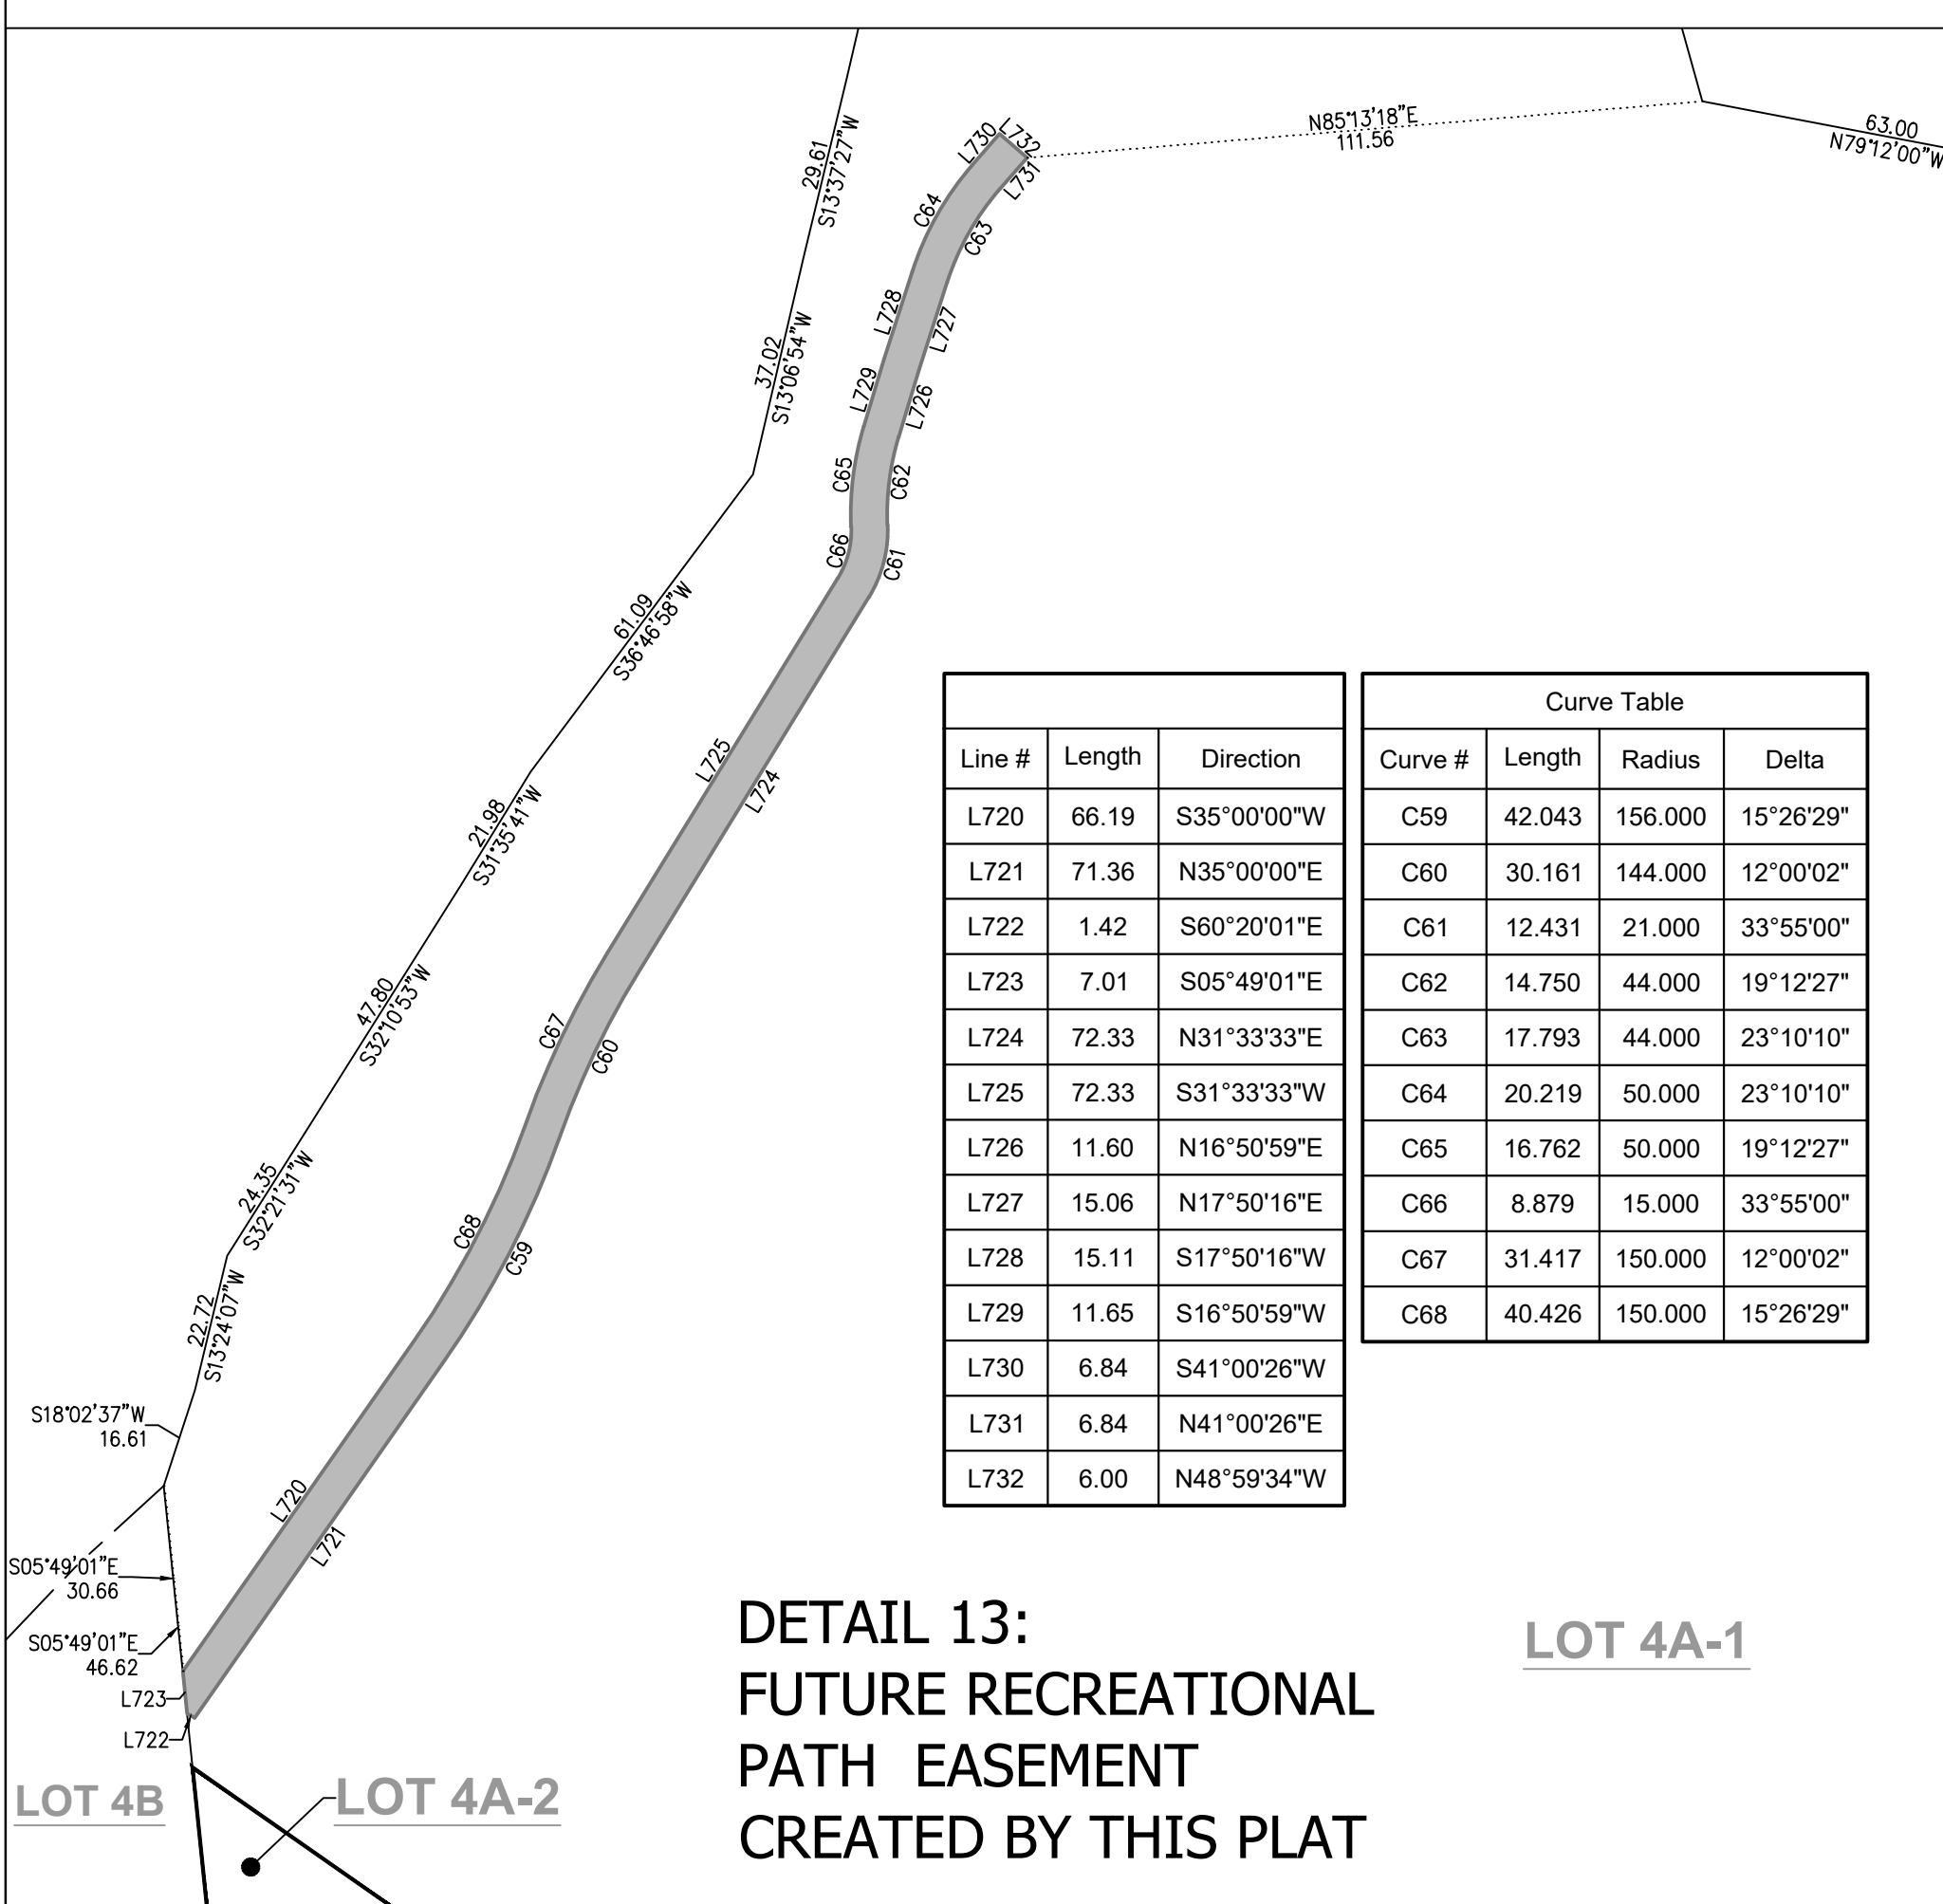 N85°13'18"E
111.56
63.00
N79°12'00"W
L730
L732
L731
29.61
S13°37'27"W
C64
C63
L728
L727
37.02
S13°06'54"W
L729
L726
C65
C62
C66
C61
61.09
S36°46'58"W
L725
L724
21.98
S31°35'41"W
47.80
S32°10'53"W
C67
C60
24.35
S32°21'31"W
C68
C59
22.72
S13°24'07"W
S18°02'37"W
16.61
L720
L721
S05°49'01"E
30.66
S05°49'01"E
46.62
L723
L722
Line # Length Direction
L720 66.19 S35°00'00"W
L721 71.36 N35°00'00"E
L722 1.42 S60°20'01"E
L723 7.01 S05°49'01"E
L724 72.33 N31°33'33"E
L725 72.33 S31°33'33"W
L726 11.60 N16°50'59"E
L727 15.06 N17°50'16"E
L728 15.11 S17°50'16"W
L729 11.65 S16°50'59"W
L730 6.84 S41°00'26"W
L731 6.84 N41°00'26"E
L732 6.00 N48°59'34"W
Curve Table
Curve # Length Radius Delta
C59 42.043 156.000 15°26'29"
C60 30.161 144.000 12°00'02"
C61 12.431 21.000 33°55'00"
C62 14.750 44.000 19°12'27"
C63 17.793 44.000 23°10'10"
C64 20.219 50.000 23°10'10"
C65 16.762 50.000 19°12'27"
C66 8.879 15.000 33°55'00"
C67 31.417 150.000 12°00'02"
C68 40.426 150.000 15°26'29"
DETAIL 13:
FUTURE RECREATIONAL
PATH EASEMENT
CREATED BY THIS PLAT
LOT 4A-1
LOT 4B
LOT 4A-2